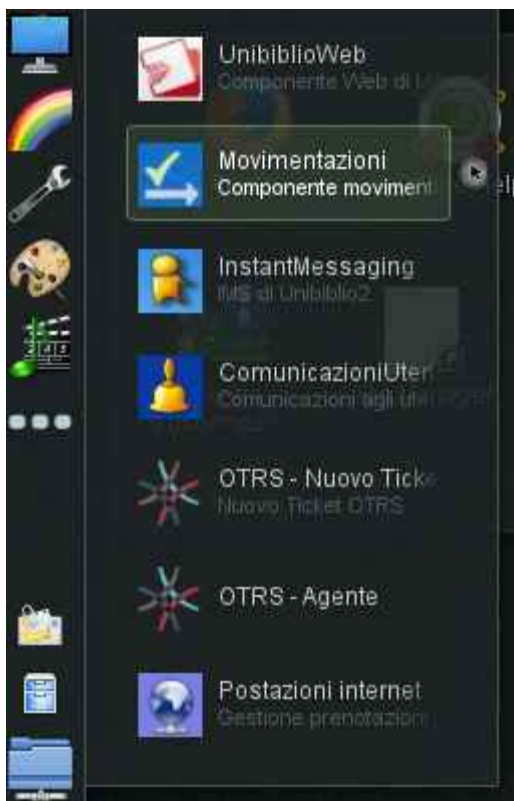 UnibiblioWeb
Componente Web di
Movimentazioni
Componente moviment
InstantMessaging
IMS di Unibiblio2
ComunicazioniUten
Comunicazioni agli uten
OTRS - Nuovo Ticke
Nuovo Ticket OTRS
OTRS - Agente
Postazioni internet
Gestione prenotazioni